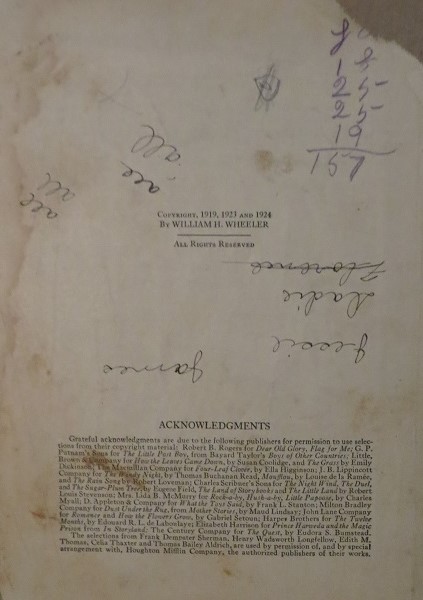 18
25
25
19
157
all
all
all
all
COPYRIGHT, 1919, 1923 AND 1924
BY WILLIAM H. WHEELER
ALL RIGHTS RESERVED
Florence
Sadie
Jessie
James
ACKNOWLEDGMENTS
Grateful acknowledgments are due to the following publishers for permission to use selec-
tions from their copyright material: Robert B. Rogers for Dear Old Glory, Flag for Me; G. P.
Putnam's Sons for The Little Post Boy, from Bayard Taylor's Boys of Other Countries; Little,
Brown & Company for How the Leaves Came Down, by Susan Coolidge, and The Grass by Emily
Dickinson; The Macmillan Company for Four-Leaf Clover, by Ella Higginson; J. B. Lippincott
Company for The Windy Night, by Thomas Buchanan Read, Moufflou, by Louise de la Ramée,
and The Rain Song by Robert Loveman; Charles Scribner's Sons for The Night Wind, The Duel,
and The Sugar-Plum Tree, by Eugene Field, The Land of Storybooks and The Little Land by Robert
Louis Stevenson; Mrs. Lida B. McMurry for Rock-a-by, Hush-a-by, Little Papoose, by Charles
Myrall; D. Appleton & Company for What the Toys Said, by Frank L. Stanton; Milton Bradley
Company for Dust Under the Rug, from Mother Stories, by Maud Lindsay; John Lane Company
for Romance and How the Flowers Grow, by Gabriel Setoun; Harper Brothers for The Twelve
Months, by Edouard R. L. de Laboulaye; Elizabeth Harrison for Prince Harweda and the Magic
Prison from In Storyland; The Century Company for The Quest, by Eudora S. Bumstead.
The selections from Frank Dempster Sherman, Henry Wadsworth Longfellow, Edith M.
Thomas, Celia Thaxter and Thomas Bailey Aldrich, are used by permission of, and by special
arrangement with, Houghton Mifflin Company, the authorized publishers of their works.